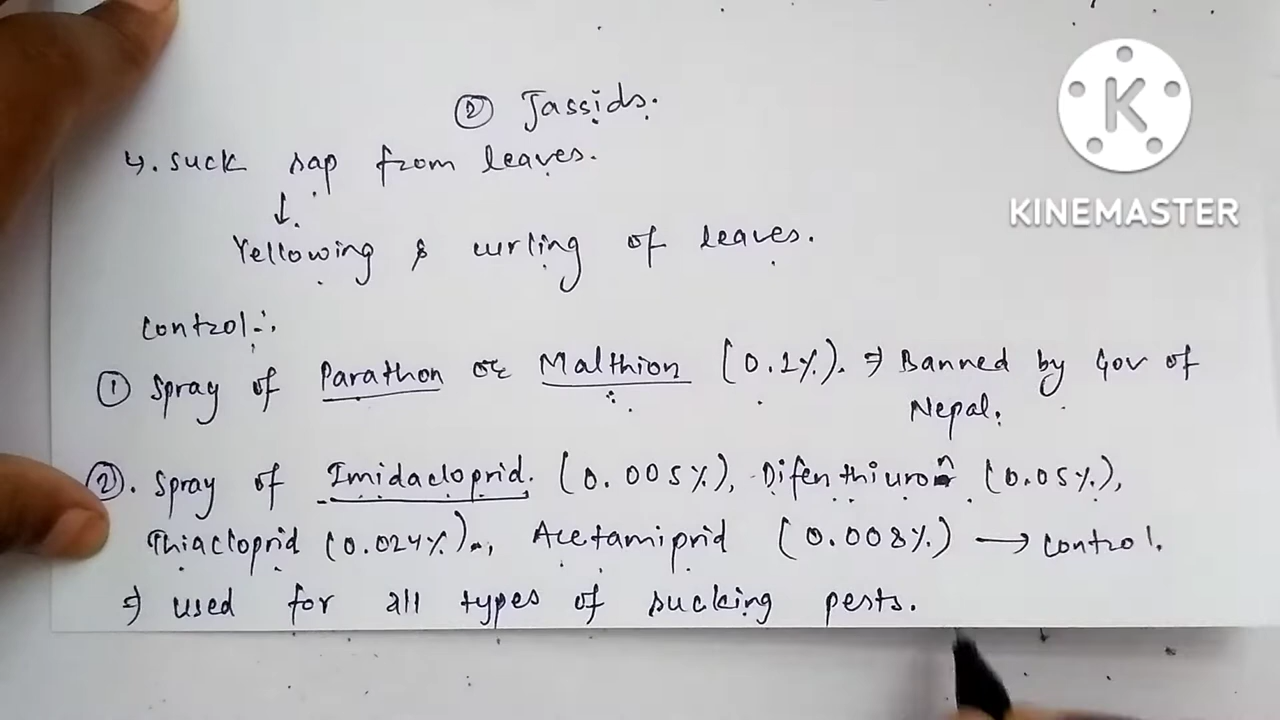 ② Jassids.
↳. suck sap from leaves.
↓
Yellowing & curling of leaves.
Control:-
① Spray of Parathon or Malthion (0.1%). ⇒ Banned by Gov of Nepal.
②. Spray of Imidacloprid. (0.005%), Difenthiuron (0.05%),
Thiacloprid (0.024%)., Acetamiprid (0.008%) → control.
⇒ used for all types of sucking pests.
K
KINEMASTER